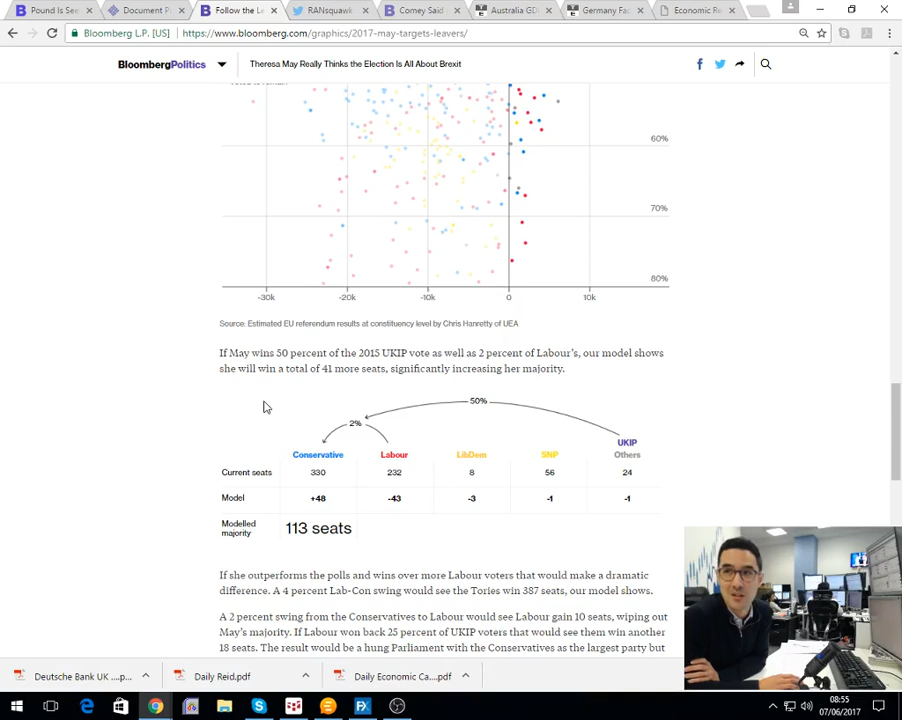 Pound Is See
Document P
Follow the Le
RANsquawk
Comey Said
Australia GD
Germany Fac
Economic Re
Bloomberg L.P. [US]
https://www.bloomberg.com/graphics/2017-may-targets-leavers/
BloombergPolitics
Theresa May Really Thinks the Election Is All About Brexit
60%
70%
80%
-30k -20k -10k 0 10k
Source: Estimated EU referendum results at constituency level by Chris Hanretty of UEA
If May wins 50 percent of the 2015 UKIP vote as well as 2 percent of Labour's, our model shows
she will win a total of 41 more seats, significantly increasing her majority.
50%
2%
UKIP
Conservative Labour LibDem SNP Others
Current seats 330 232 8 56 24
Model +48 -43 -3 -1 -1
Modelled
majority
113 seats
If she outperforms the polls and wins over more Labour voters that would make a dramatic
difference. A 4 percent Lab-Con swing would see the Tories win 387 seats, our model shows.
A 2 percent swing from the Conservatives to Labour would see Labour gain 10 seats, wiping out
May's majority. If Labour won back 25 percent of UKIP voters that would see them win another
18 seats. The result would be a hung Parliament with the Conservatives as the largest party but
Deutsche Bank UK ....p...
Daily Reid.pdf
Daily Economic Ca....pdf
08:55
07/06/2017